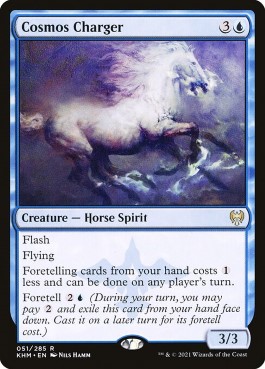 Cosmos Charger 3
Creature — Horse Spirit
Flash
Flying
Foretelling cards from your hand costs 1
less and can be done on any player's turn.
Foretell 2 (During your turn, you may
pay 2 and exile this card from your hand face
down. Cast it on a later turn for its foretell
cost.)
3/3
051/285 R
KHM • EN NILS HAMM ™ & © 2021 Wizards of the Coast